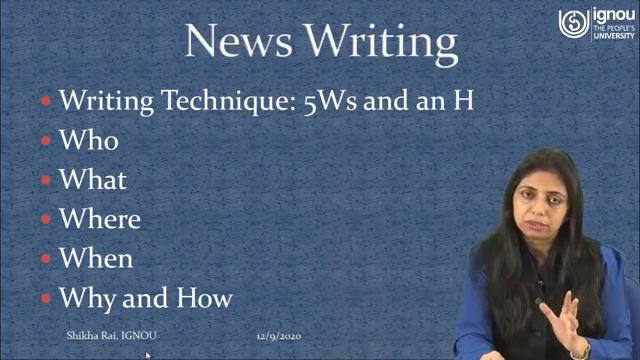 News Writing
ignou
THE PEOPLE'S
UNIVERSITY
• Writing Technique: 5Ws and an H
• Who
• What
• Where
• When
• Why and How
Shikha Rai, IGNOU 12/9/2020